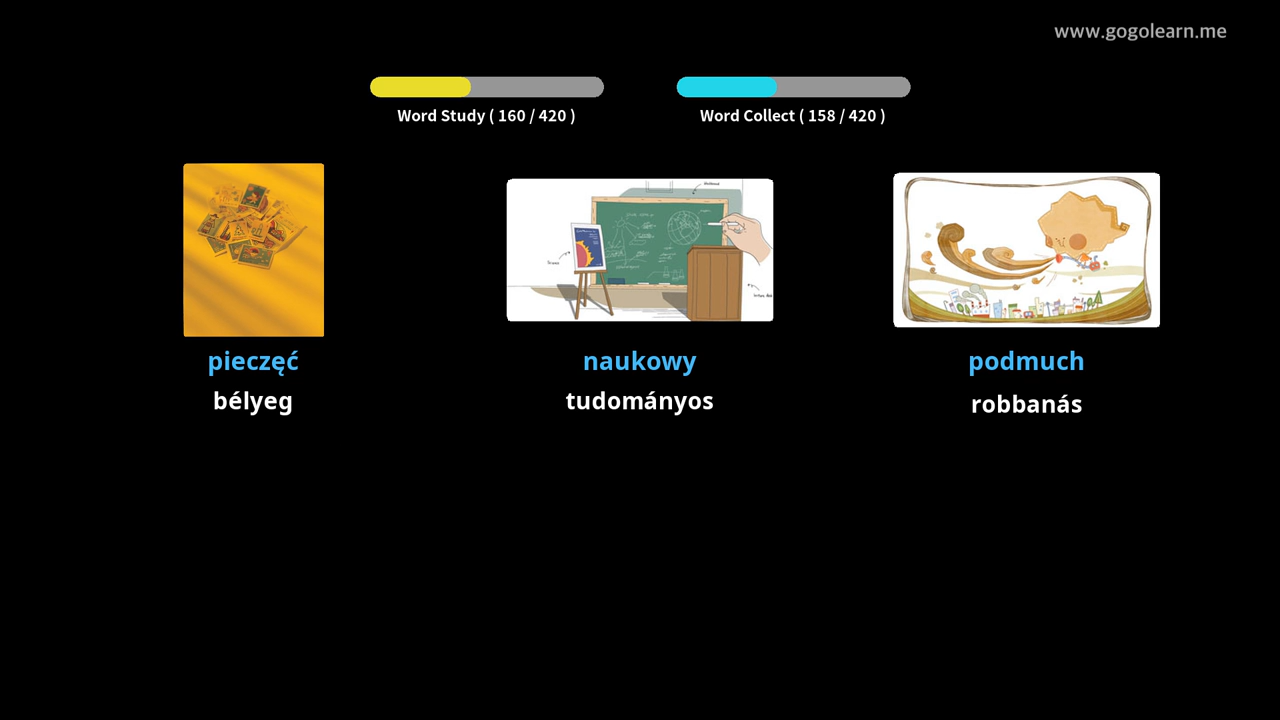 www.gogolearn.me
Word Study ( 160 / 420 )
Word Collect ( 158 / 420 )
pieczęć
naukowy
podmuch
bélyeg
tudományos
robbanás